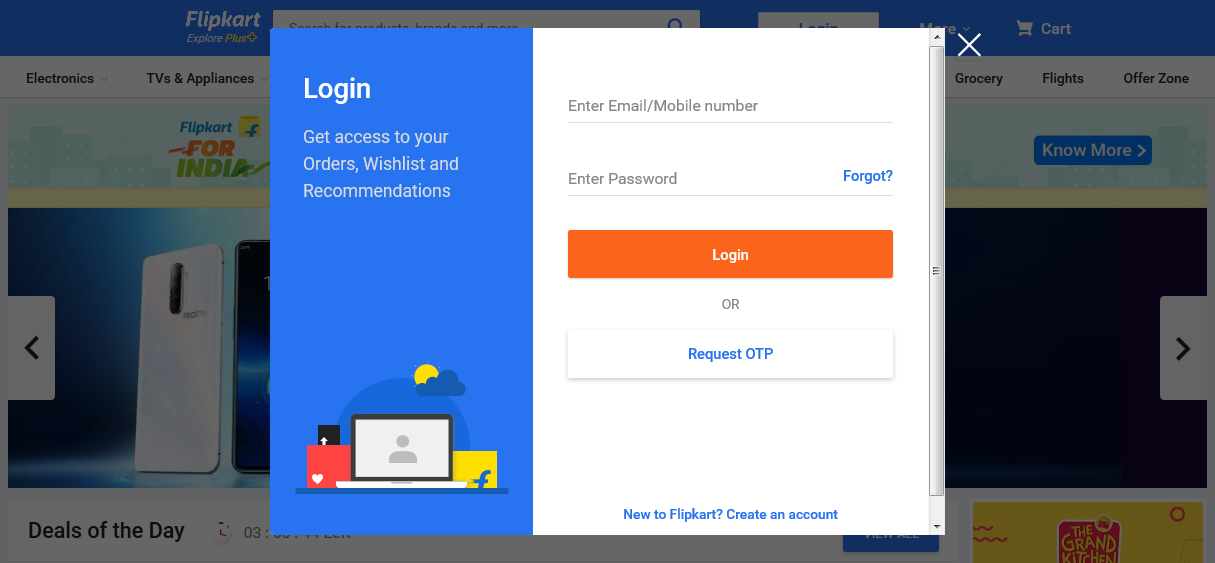 Flipkart
Explore Plus
Search for products, brands and more
Login
More
Cart
Electronics
TVs & Appliances
Grocery
Flights
Offer Zone
Flipkart
FOR
INDIA
Know More
Login
Get access to your
Orders, Wishlist and
Recommendations
Enter Email/Mobile number
Enter Password
Forgot?
Login
OR
Request OTP
New to Flipkart? Create an account
realme
Deals of the Day
Left
VIEW ALL
THE
GRAND
KITCHEN